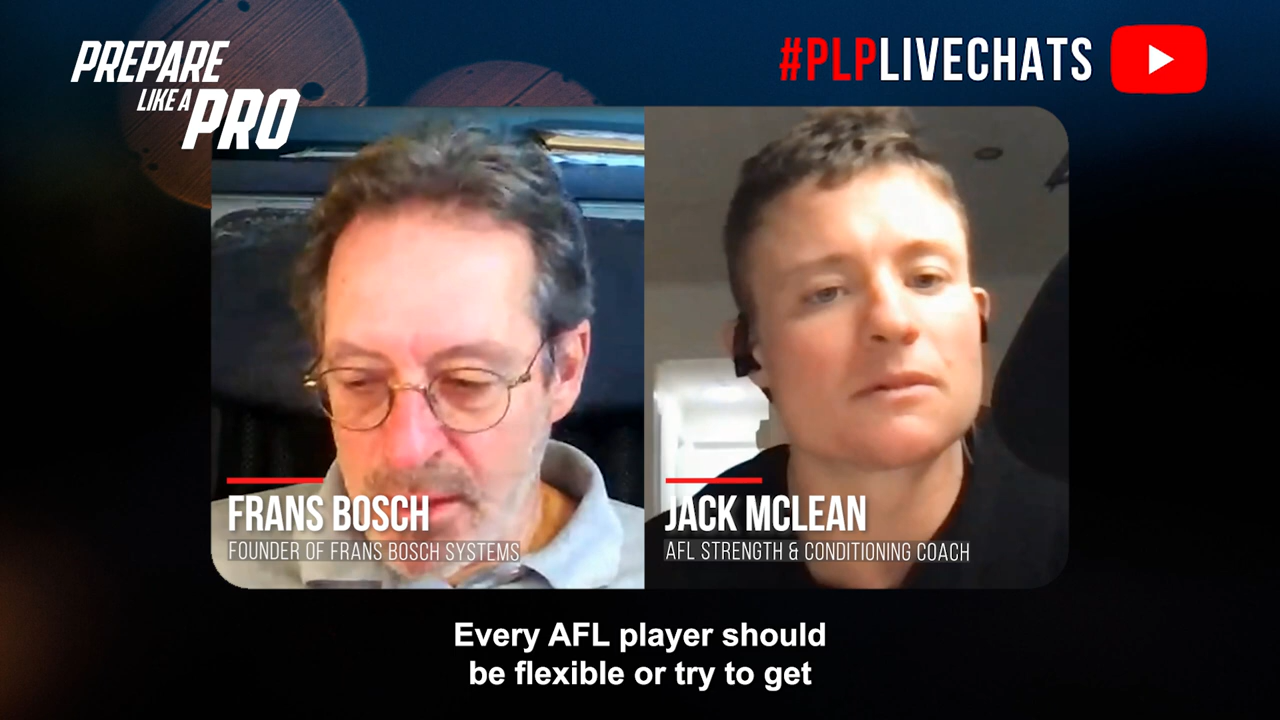 PREPARE
LIKE A
PRO
#PLPLIVECHATS
FRANS BOSCH
FOUNDER OF FRANS BOSCH SYSTEMS
JACK MCLEAN
AFL STRENGTH & CONDITIONING COACH
Every AFL player should
be flexible or try to get